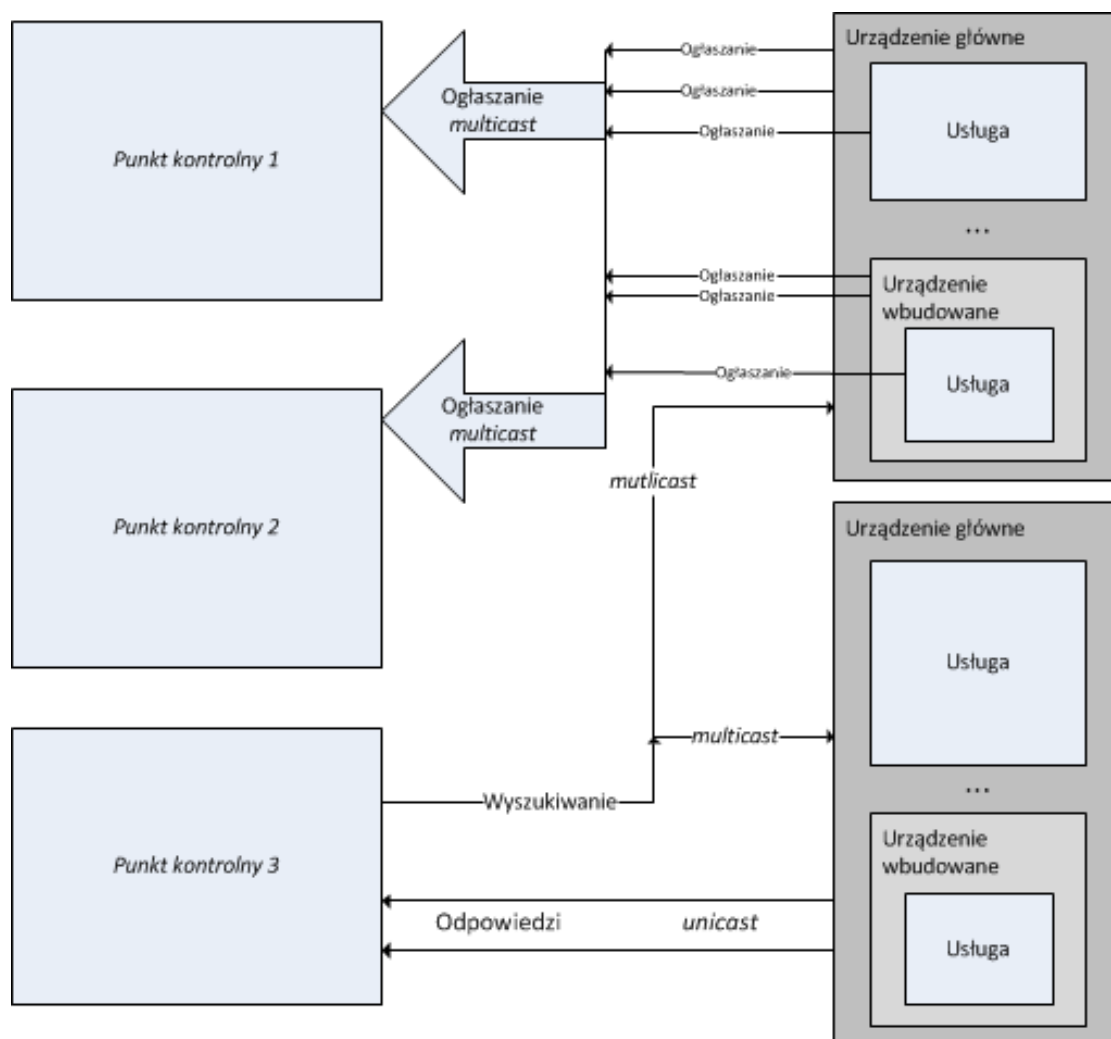 Urządzenie główne
Ogłaszanie
Ogłaszanie
Ogłaszanie
Usługa
Ogłaszanie
multicast
Punkt kontrolny 1
...
Ogłaszanie
Ogłaszanie
Urządzenie
wbudowane
Ogłaszanie
Usługa
Ogłaszanie
multicast
mutlicast
Punkt kontrolny 2
Urządzenie główne
Usługa
multicast
...
Wyszukiwanie
Punkt kontrolny 3
Urządzenie
wbudowane
Odpowiedzi
unicast
Usługa